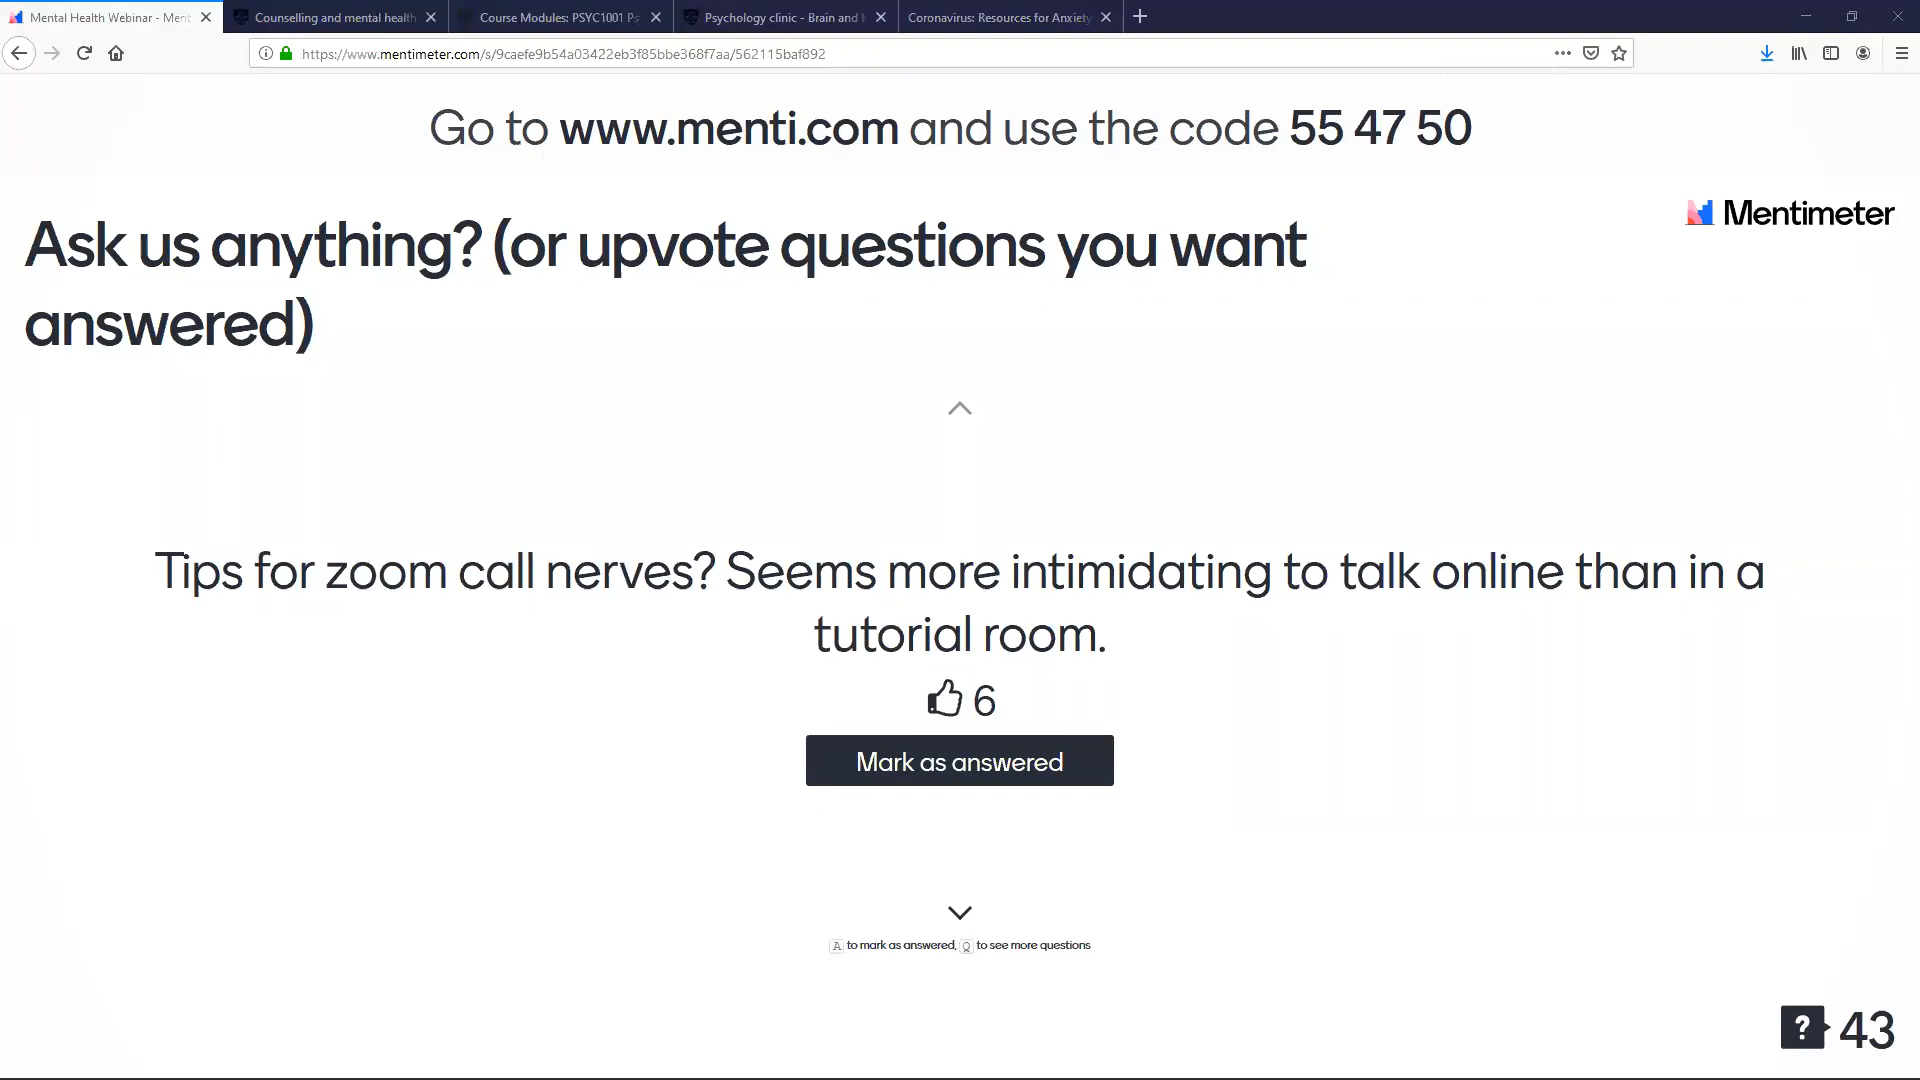 Mental Health Webinar - Ment
Counselling and mental health
Course Modules: PSYC1001 Ps
Psychology clinic - Brain and
Coronavirus: Resources for Anxiety
https://www.mentimeter.com/s/9caefe9b54a03422eb3f85bbe368f7aa/562115baf892
Go to www.menti.com and use the code 55 47 50
Mentimeter
Ask us anything? (or upvote questions you want
answered)
Tips for zoom call nerves? Seems more intimidating to talk online than in a
tutorial room.
6
Mark as answered
A to mark as answered, Q to see more questions
? 43